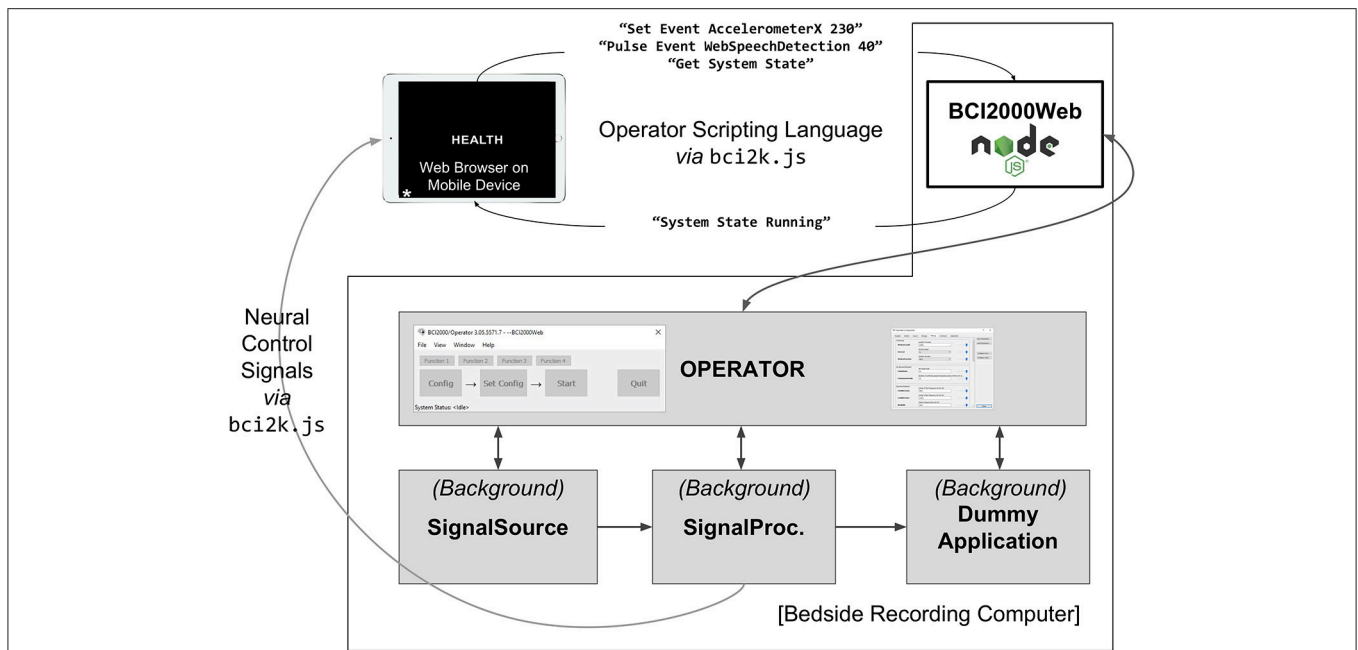 “Set Event AccelerometerX 230”
“Pulse Event WebSpeechDetection 40”
“Get System State”
HEALTH
Web Browser on
Mobile Device
*
Operator Scripting Language
via bci2k.js
BCI2000Web
node
JS
“System State Running”
Neural
Control
Signals
via
bci2k.js
BCI2000/Operator 3.05.5571.7 - --BCI2000Web
File View Window Help
Function 1 Function 2 Function 3 Function 4
Config → Set Config → Start Quit
System Status: <Idle>
OPERATOR
(Background)
SignalSource
(Background)
SignalProc.
(Background)
Dummy
Application
[Bedside Recording Computer]